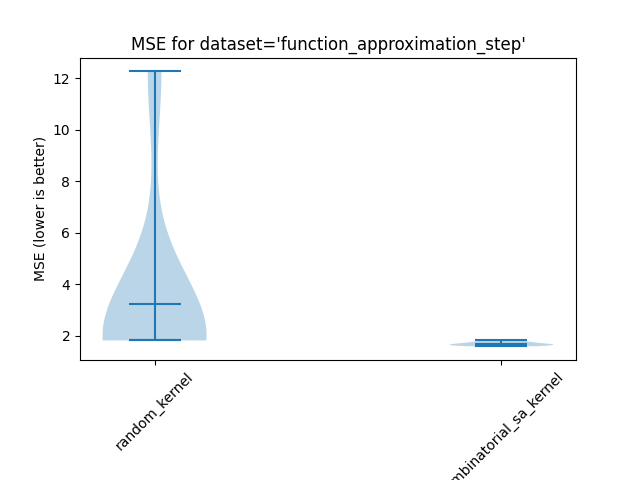 MSE for dataset='function_approximation_step'
MSE (lower is better)
12
10
8
6
4
2
random_kernel
mbinatorial_sa_kernel